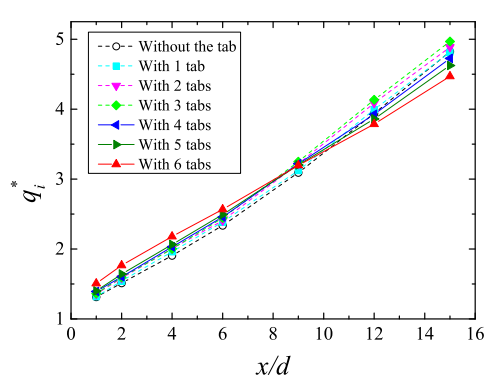 5
4
3
2
1
q_i^*
Without the tab
With 1 tab
With 2 tabs
With 3 tabs
With 4 tabs
With 5 tabs
With 6 tabs
0 2 4 6 8 10 12 14 16
x/d